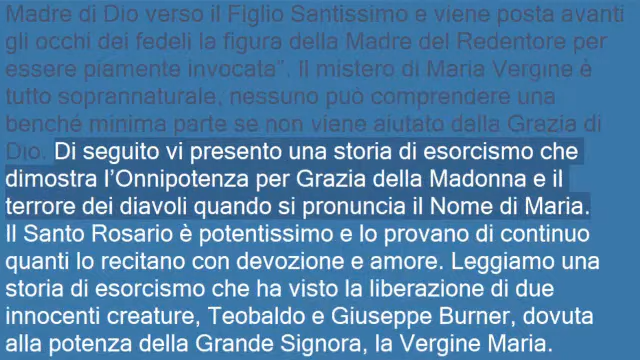 Madre di Dio verso il Figlio Santissimo e viene posta avanti
gli occhi dei fedeli la figura della Madre del Redentore per
essere piamente invocata”. Il mistero di Maria Vergine è
tutto soprannaturale, nessuno può comprendere una
benché minima parte se non viene aiutato dalla Grazia di
Dio. Di seguito vi presento una storia di esorcismo che
dimostra l’Onnipotenza per Grazia della Madonna e il
terrore dei diavoli quando si pronuncia il Nome di Maria.
Il Santo Rosario è potentissimo e lo provano di continuo
quanti lo recitano con devozione e amore. Leggiamo una
storia di esorcismo che ha visto la liberazione di due
innocenti creature, Teobaldo e Giuseppe Burner, dovuta
alla potenza della Grande Signora, la Vergine Maria.